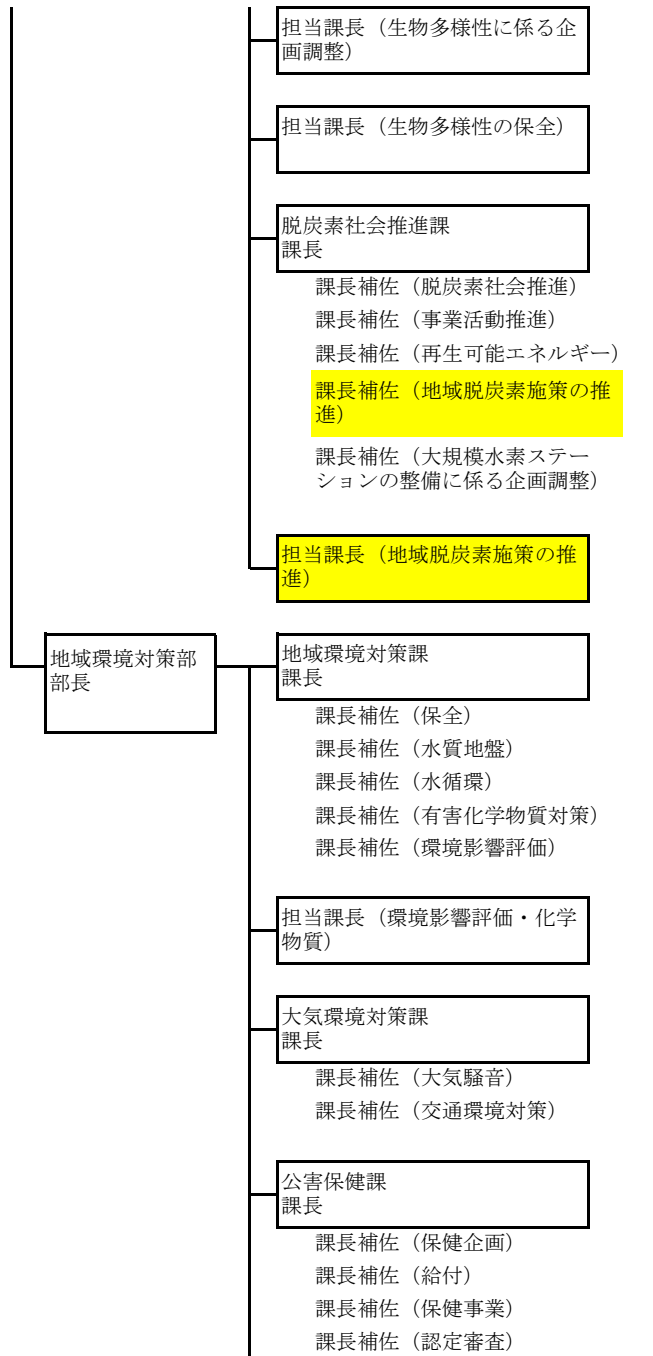 担当課長（生物多様性に係る企
画調整）
担当課長（生物多様性の保全）
脱炭素社会推進課
課長
課長補佐（脱炭素社会推進）
課長補佐（事業活動推進）
課長補佐（再生可能エネルギー）
課長補佐（地域脱炭素施策の推
進）
課長補佐（大規模水素ステー
ションの整備に係る企画調整）
担当課長（地域脱炭素施策の推
進）
地域環境対策部
部長
地域環境対策課
課長
課長補佐（保全）
課長補佐（水質地盤）
課長補佐（水循環）
課長補佐（有害化学物質対策）
課長補佐（環境影響評価）
担当課長（環境影響評価・化学
物質）
大気環境対策課
課長
課長補佐（大気騒音）
課長補佐（交通環境対策）
公害保健課
課長
課長補佐（保健企画）
課長補佐（給付）
課長補佐（保健事業）
課長補佐（認定審査）